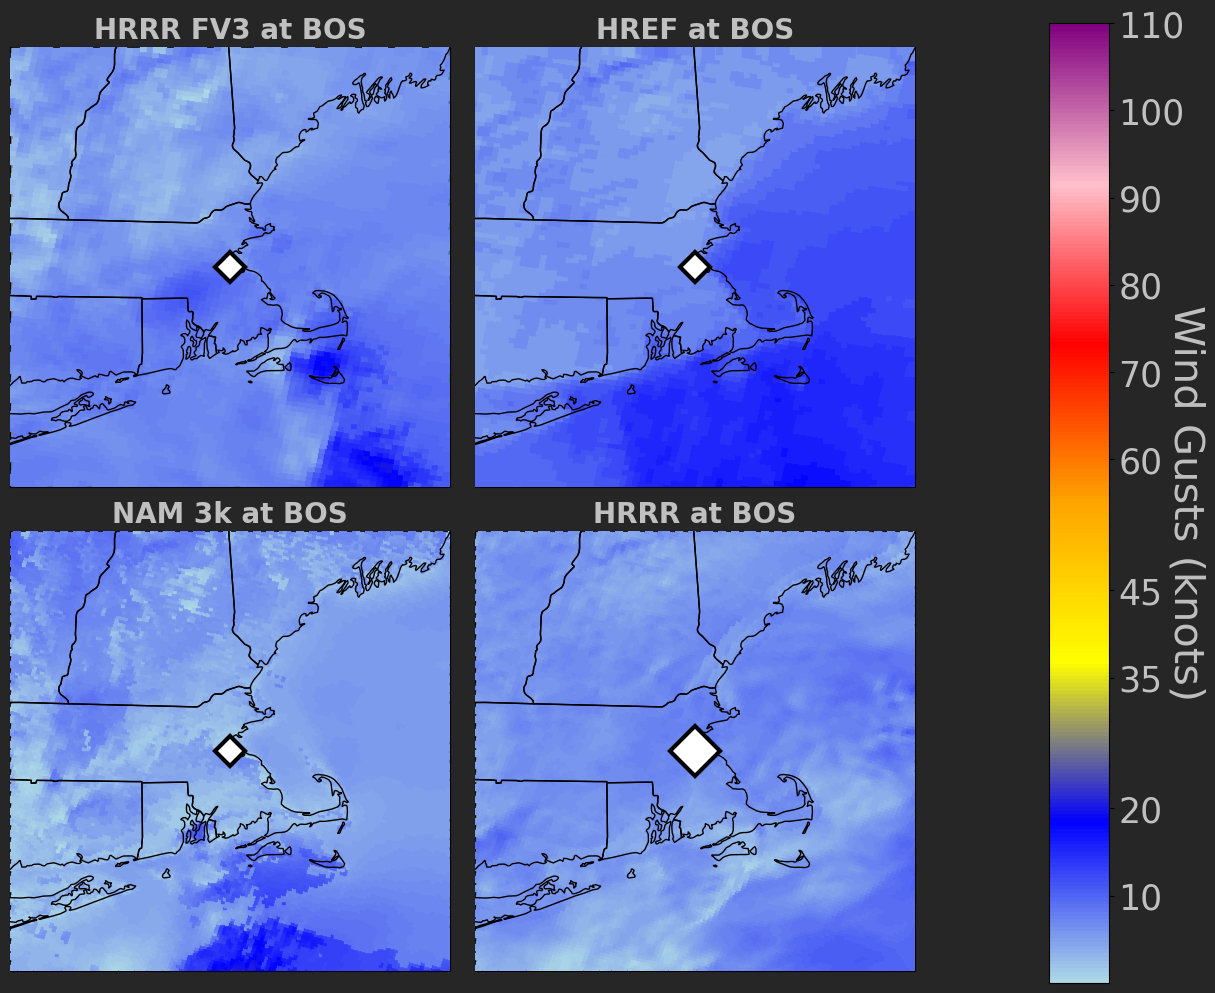 HRRR FV3 at BOS
HREF at BOS
NAM 3k at BOS
HRRR at BOS
110
100
90
80
70
60
45
35
20
10
Wind Gusts (knots)